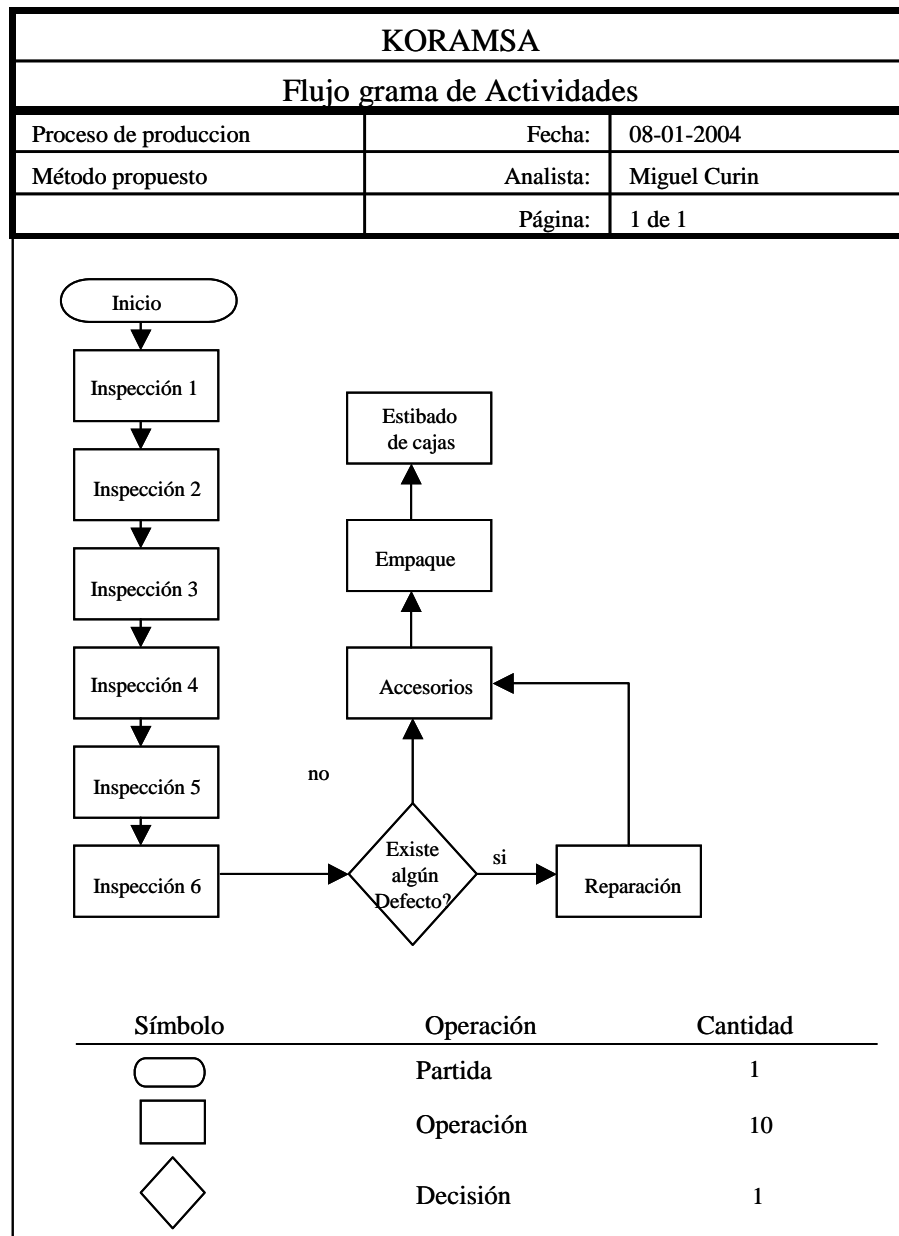 KORAMSA
Flujo grama de Actividades
Proceso de produccion Fecha: 08-01-2004
Método propuesto Analista: Miguel Curin
Página: 1 de 1
Inicio
Inspección 1
Inspección 2
Inspección 3
Inspección 4
Inspección 5
Inspección 6
Estibado
de cajas
Empaque
Accesorios
no
Existe
algún
Defecto?
si
Reparación
Símbolo Operación Cantidad
Partida 1
Operación 10
Decisión 1